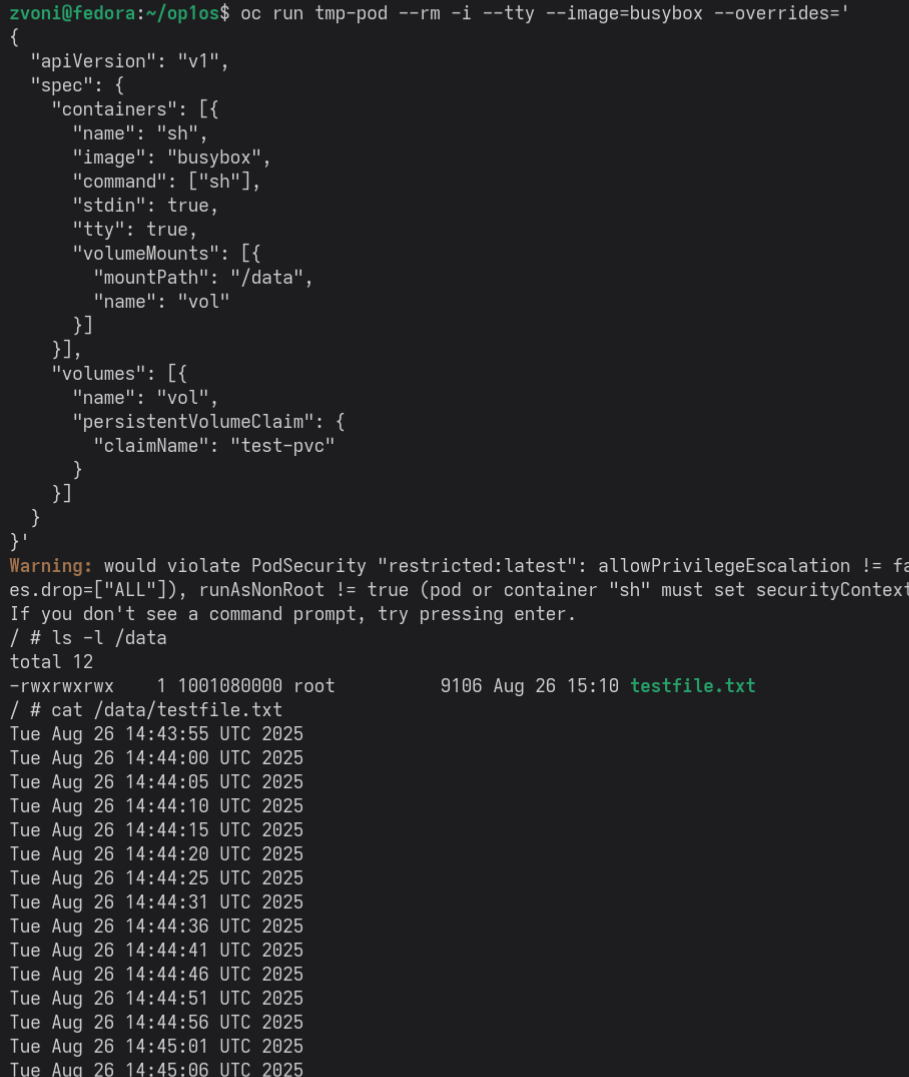 zvoni@fedora:~/op1os$ oc run tmp-pod --rm -i --tty --image=busybox --overrides='
{
  "apiVersion": "v1",
  "spec": {
    "containers": [{
      "name": "sh",
      "image": "busybox",
      "command": ["sh"],
      "stdin": true,
      "tty": true,
      "volumeMounts": [{
        "mountPath": "/data",
        "name": "vol"
      }]
    }],
    "volumes": [{
      "name": "vol",
      "persistentVolumeClaim": {
        "claimName": "test-pvc"
      }
    }]
  }
}'
Warning: would violate PodSecurity "restricted:latest": allowPrivilegeEscalation != fa
es.drop=["ALL"]), runAsNonRoot != true (pod or container "sh" must set securityContext
If you don't see a command prompt, try pressing enter.
/ # ls -l /data
total 12
-rwxrwxrwx    1 1001080000 root          9106 Aug 26 15:10 testfile.txt
/ # cat /data/testfile.txt
Tue Aug 26 14:43:55 UTC 2025
Tue Aug 26 14:44:00 UTC 2025
Tue Aug 26 14:44:05 UTC 2025
Tue Aug 26 14:44:10 UTC 2025
Tue Aug 26 14:44:15 UTC 2025
Tue Aug 26 14:44:20 UTC 2025
Tue Aug 26 14:44:25 UTC 2025
Tue Aug 26 14:44:31 UTC 2025
Tue Aug 26 14:44:36 UTC 2025
Tue Aug 26 14:44:41 UTC 2025
Tue Aug 26 14:44:46 UTC 2025
Tue Aug 26 14:44:51 UTC 2025
Tue Aug 26 14:44:56 UTC 2025
Tue Aug 26 14:45:01 UTC 2025
Tue Aug 26 14:45:06 UTC 2025